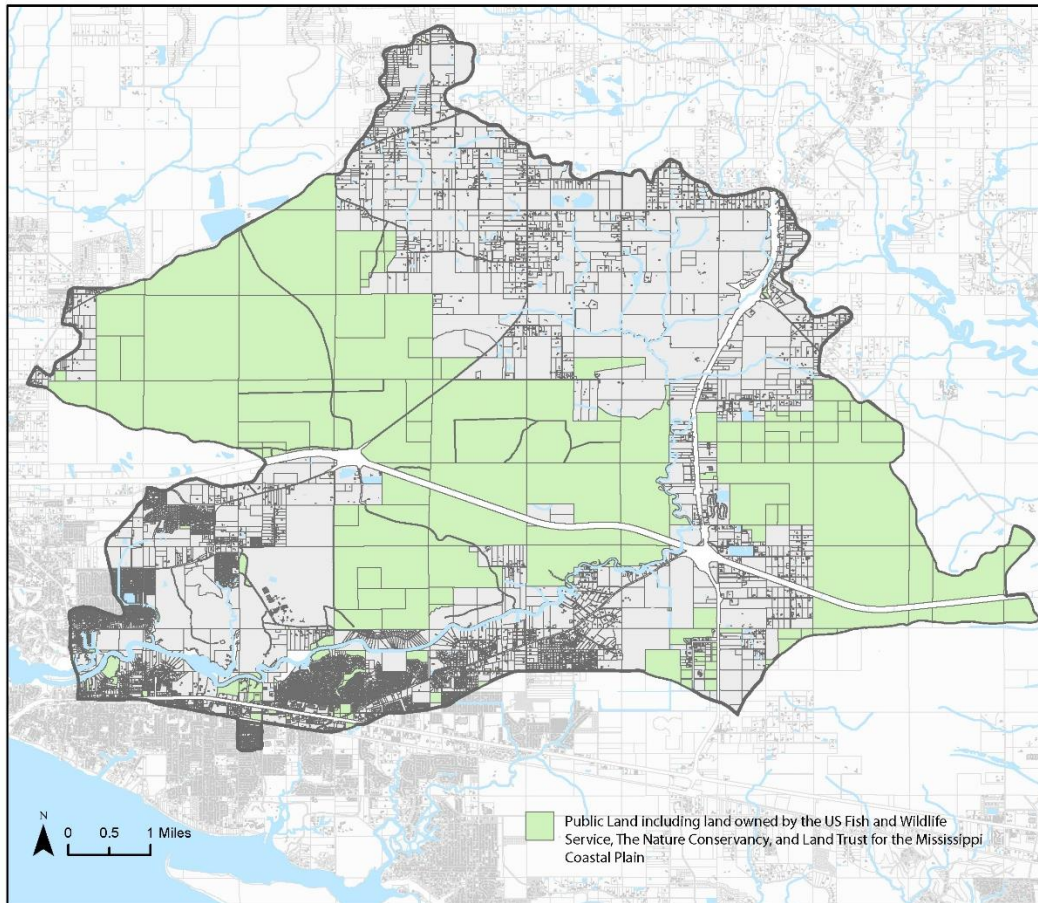 N
0 0.5 1 Miles
Public Land including land owned by the US Fish and Wildlife
Service, The Nature Conservancy, and Land Trust for the Mississippi
Coastal Plain